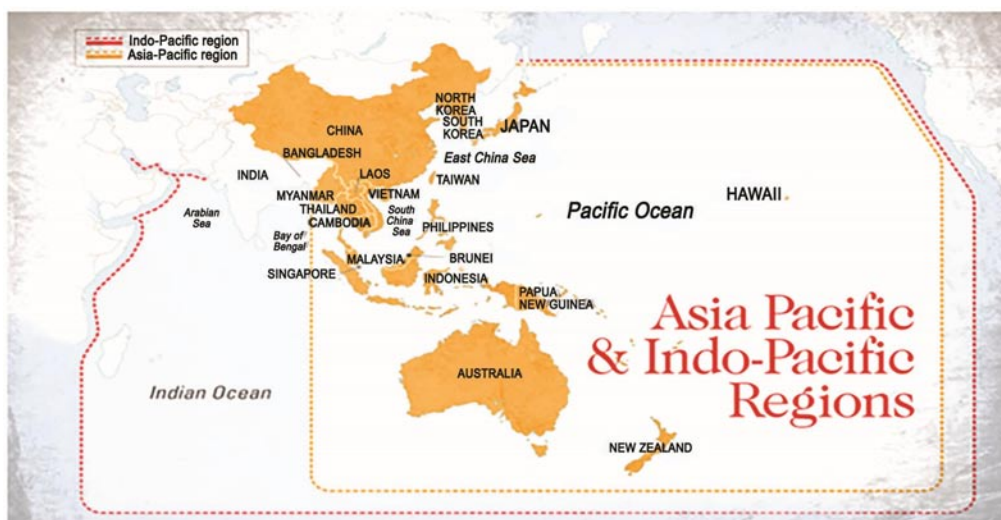 Indo-Pacific region
Asia-Pacific region
NORTH
KOREA
SOUTH
KOREA
JAPAN
CHINA
East China Sea
BANGLADESH
INDIA
LAOS
TAIWAN
MYANMAR
VIETNAM
THAILAND
CAMBODIA
South
China
Sea
Arabian
Sea
Bay of
Bengal
PHILIPPINES
HAWAII
Pacific Ocean
MALAYSIA
BRUNEI
SINGAPORE
INDONESIA
PAPUA
NEW GUINEA
Asia Pacific
& Indo-Pacific
Regions
AUSTRALIA
Indian Ocean
NEW ZEALAND